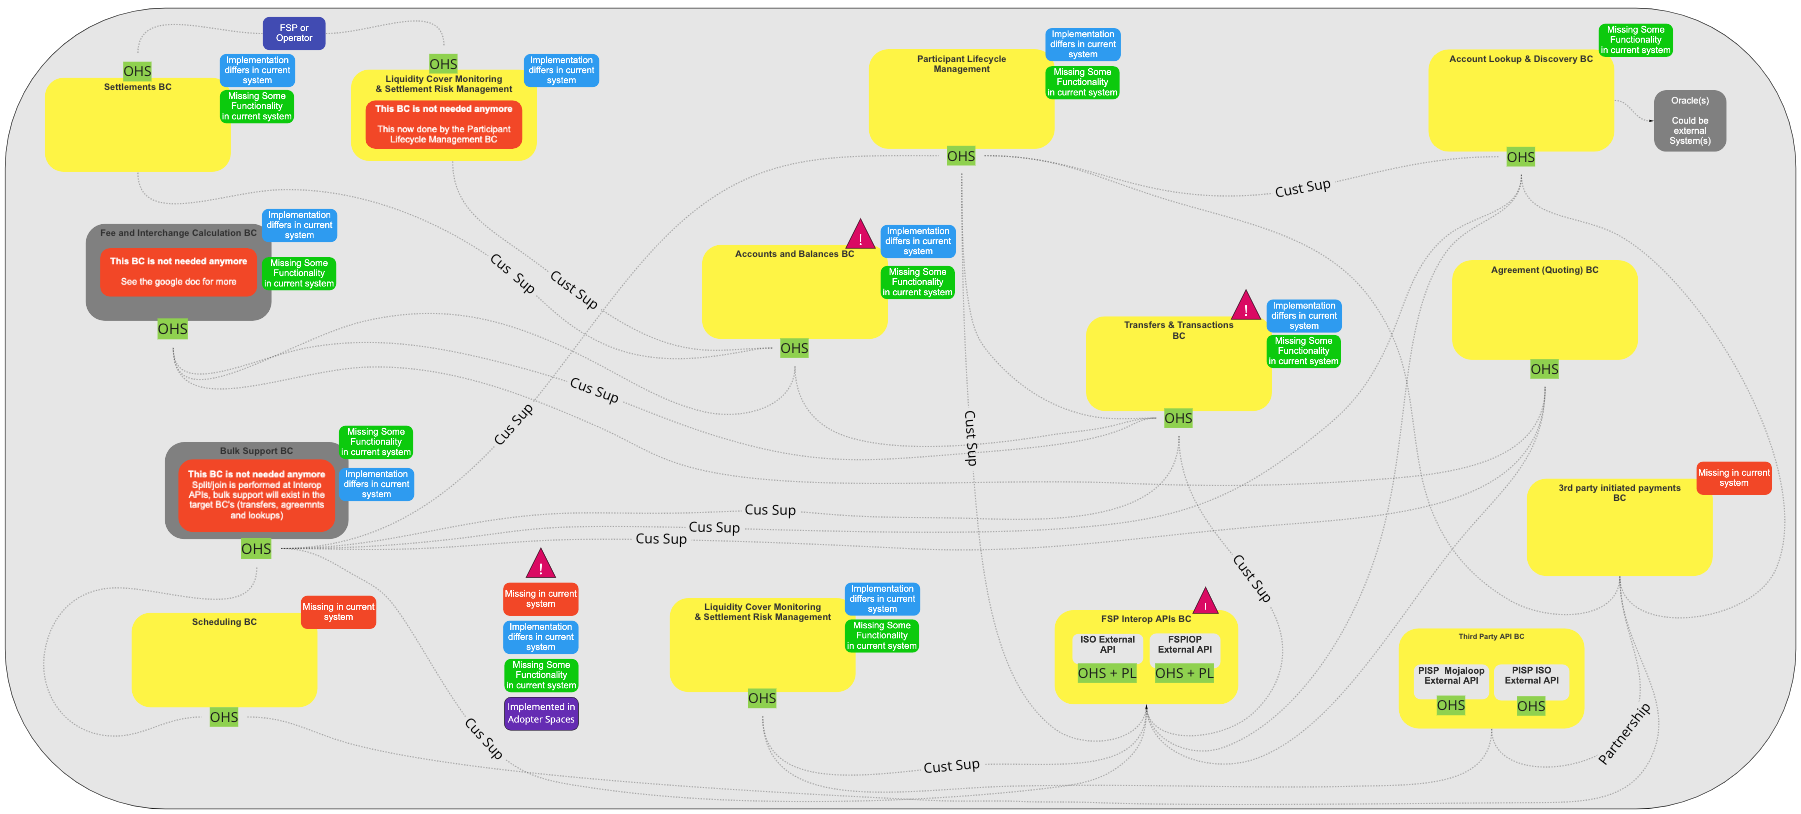 FSP or
Operator
OHS
Settlements BC
Implementation
differs in current
system
Missing Some
Functionality
in current system
OHS
Liquidity Cover Monitoring
& Settlement Risk Management
This BC is not needed anymore
This now done by the Participant
Lifecycle Management BC
Implementation
differs in current
system
Participant Lifecycle
Management
OHS
Implementation
differs in current
system
Missing Some
Functionality
in current system
Account Lookup & Discovery BC
OHS
Missing Some
Functionality
in current system
Oracle(s)
Could be
external
System(s)
Cust Sup
Fee and Interchange Calculation BC
This BC is not needed anymore
See the google doc for more
OHS
Implementation
differs in current
system
Missing Some
Functionality
in current system
Cus Sup
Cust Sup
Accounts and Balances BC
OHS
!
Implementation
differs in current
system
Missing Some
Functionality
in current system
Transfers & Transactions
BC
OHS
!
Implementation
differs in current
system
Missing Some
Functionality
in current system
Agreement (Quoting) BC
OHS
Cus Sup
Cus Sup
Cust Sup
Bulk Support BC
This BC is not needed anymore
Split/join is performed at Interop
APIs, bulk support will exist in the
target BC's (transfers, agreemnts
and lookups)
OHS
Missing Some
Functionality
in current system
Implementation
differs in current
system
Cus Sup
Cus Sup
Cus Sup
3rd party initiated payments
BC
Missing in current
system
Cust Sup
Scheduling BC
OHS
Missing in current
system
!
Missing in current
system
Implementation
differs in current
system
Missing Some
Functionality
in current system
Implemented in
Adopter Spaces
Liquidity Cover Monitoring
& Settlement Risk Management
OHS
Implementation
differs in current
system
Missing Some
Functionality
in current system
!
FSP Interop APIs BC
ISO External
API
OHS + PL
FSPIOP
External API
OHS + PL
Third Party API BC
PISP Mojaloop
External API
OHS
PISP ISO
External API
OHS
Cus Sup
Cust Sup
Partnership